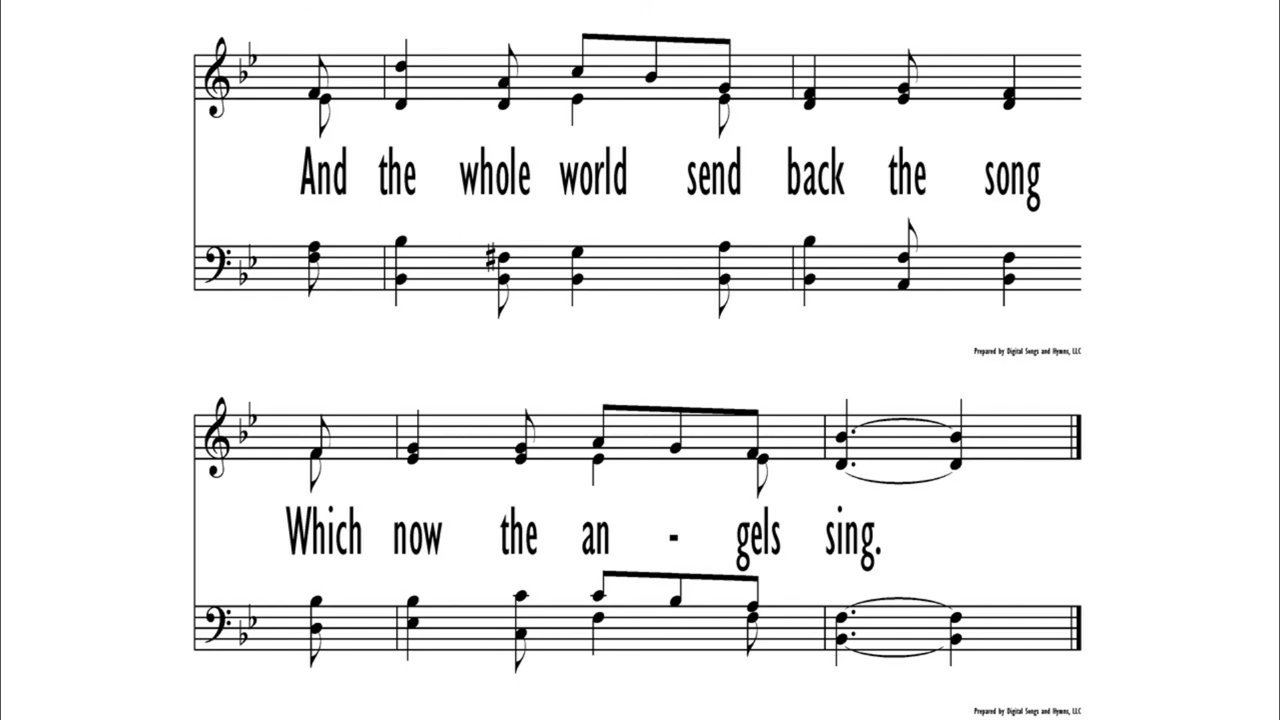 And the whole world send back the song
Prepared by Digital Songs and Hymns, LLC
Which now the an - gels sing.
Prepared by Digital Songs and Hymns, LLC